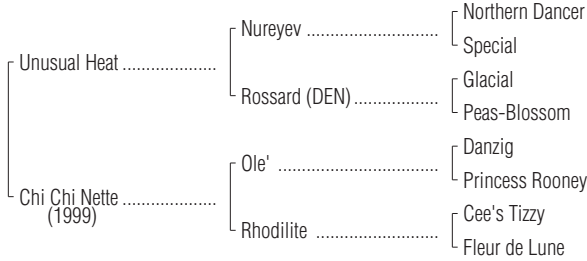 Northern Dancer
Nureyev ..............................
Special
Unusual Heat .....................
Glacial
Rossard (DEN) ...................
Peas-Blossom
Danzig
Ole' ....................................
Princess Rooney
Chi Chi Nette .....................
(1999)
Cee's Tizzy
Rhodilite ...........................
Fleur de Lune